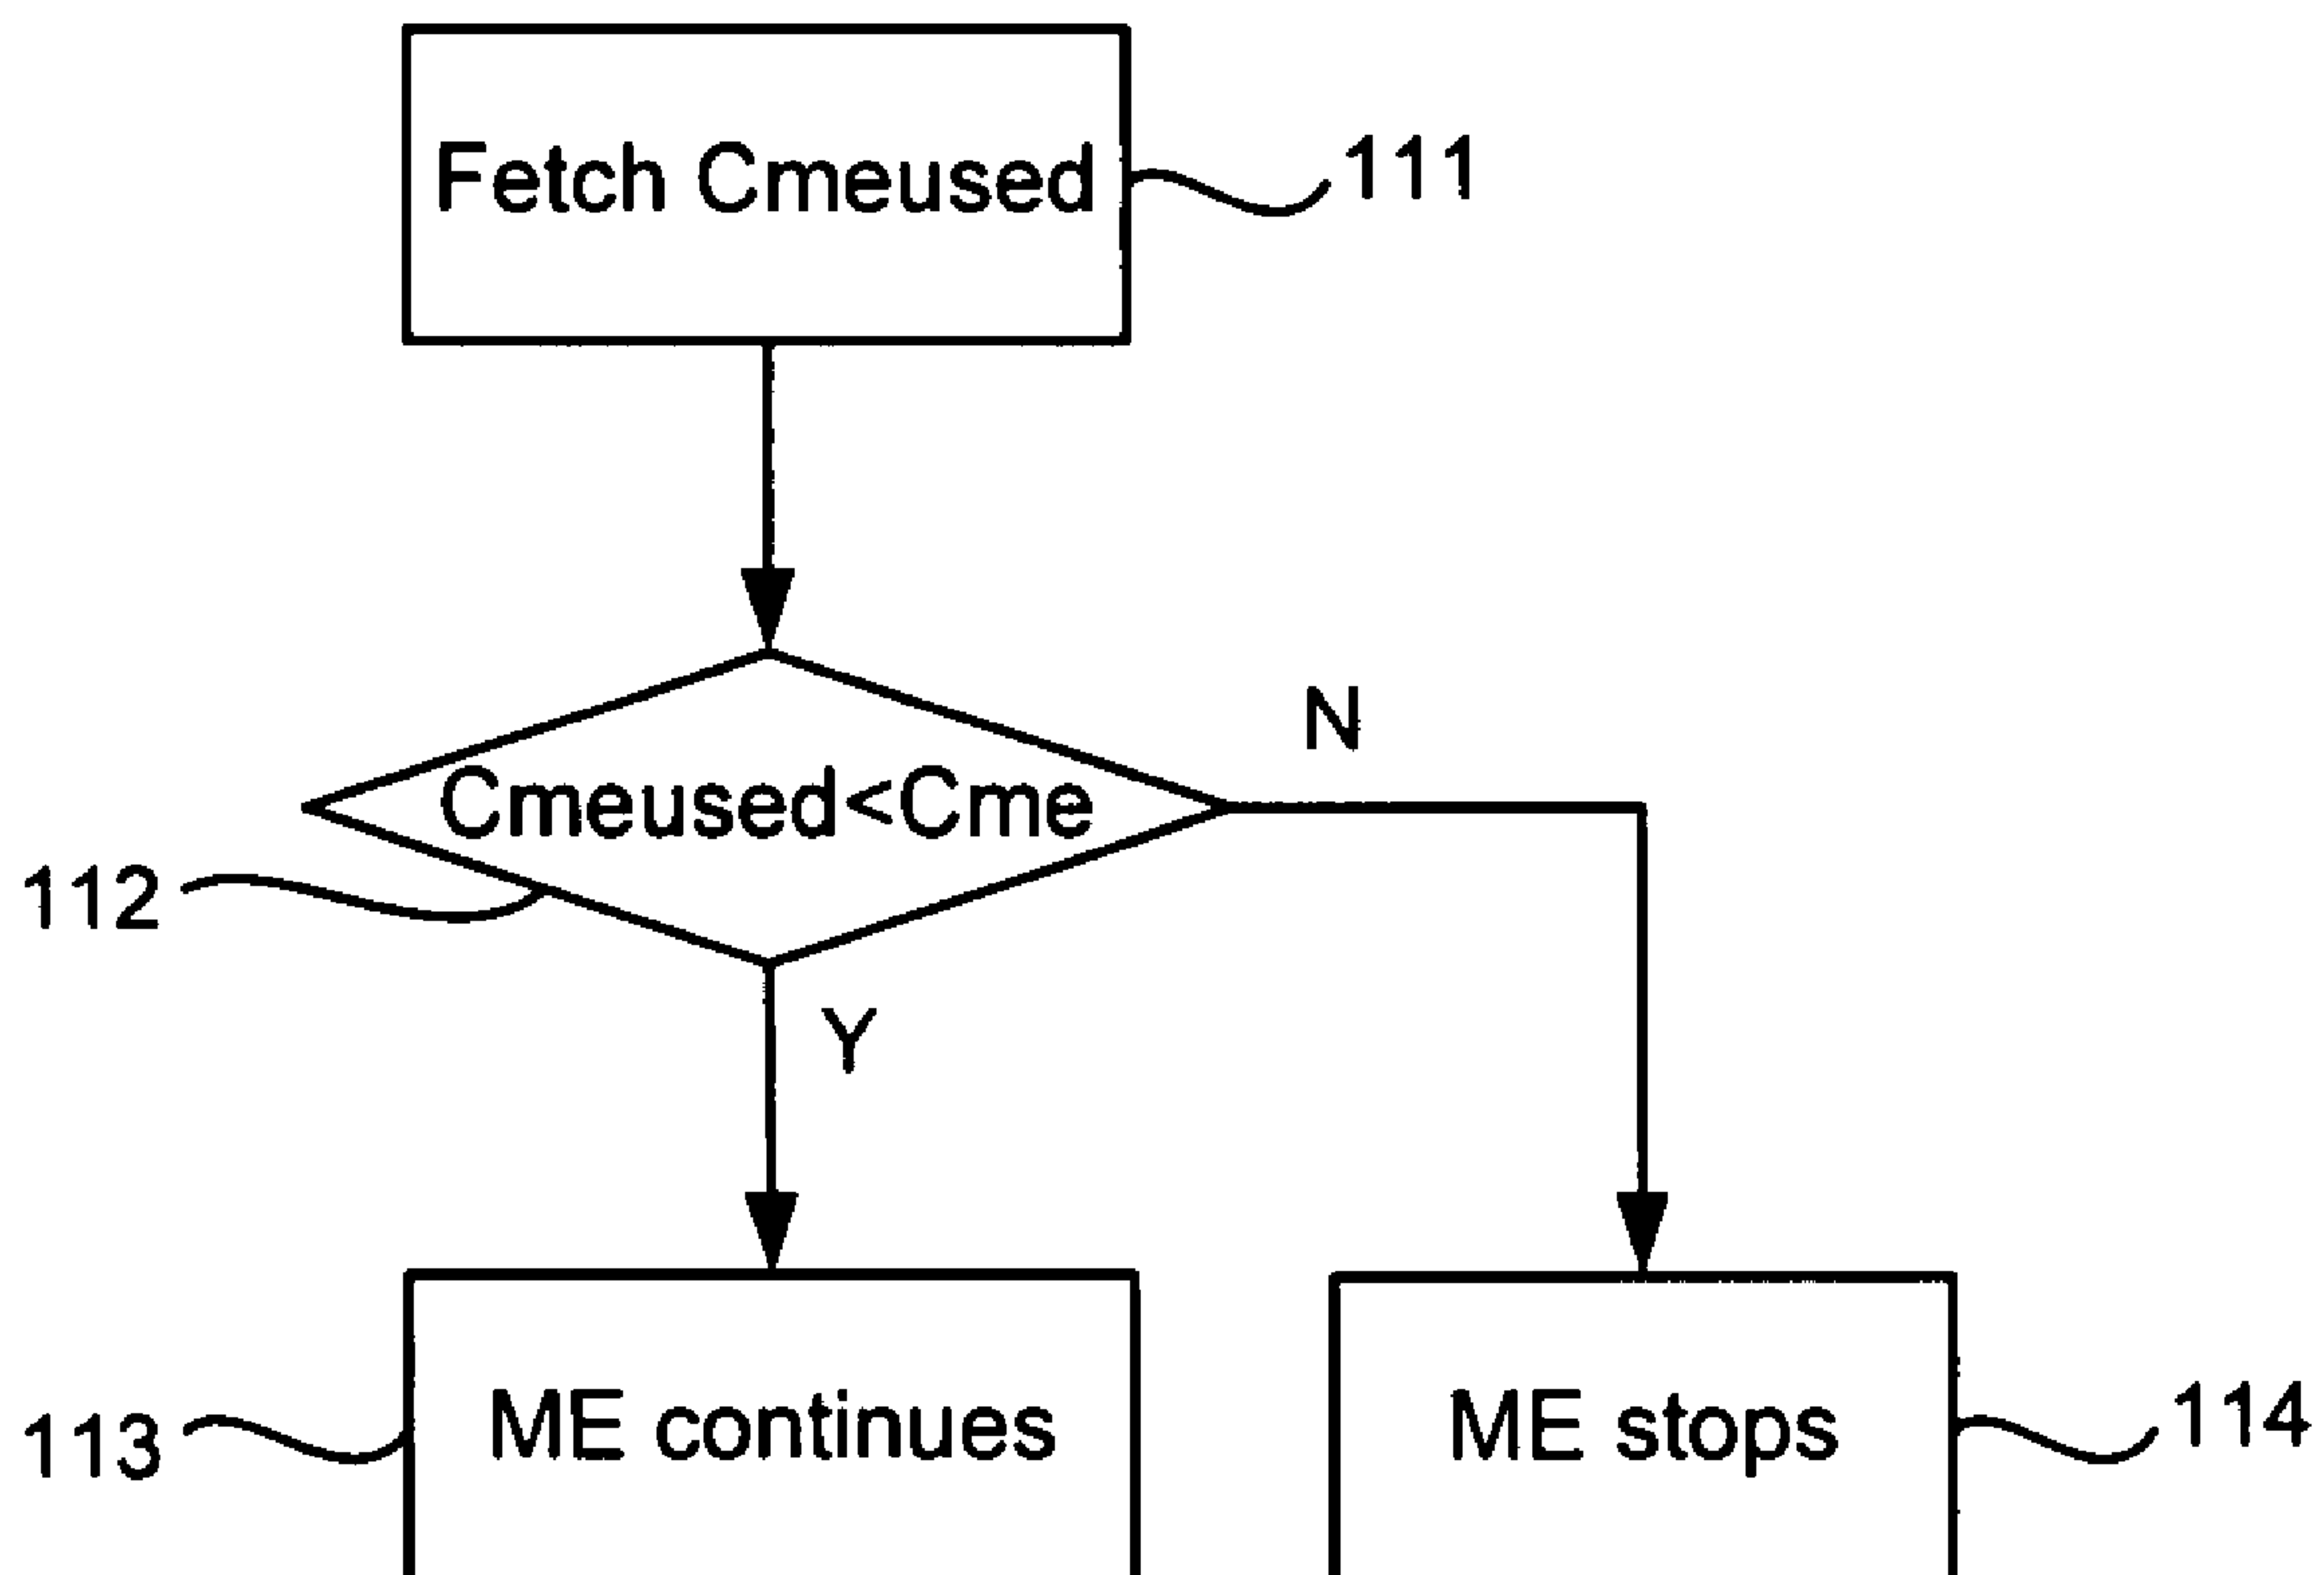 Fetch Cmeused
111
N
Cmeused<Cme
112
Y
ME continues
113
ME stops
114